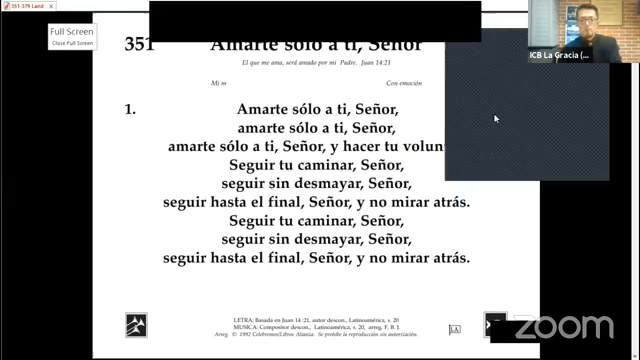 351-379 Land
Full Screen
Close Full Screen
351
Amarte sólo a ti, Señor
El que me ama, será amado por mi Padre. Juan 14:21
Mi m
Con emoción
ICB La Gracia (...
1.
Amarte sólo a ti, Señor,
amarte sólo a ti, Señor,
amarte sólo a ti, Señor, y hacer tu volun
Seguir tu caminar, Señor,
seguir sin desmayar, Señor,
seguir hasta el final, Señor, y no mirar atrás.
Seguir tu caminar, Señor,
seguir sin desmayar, Señor,
seguir hasta el final, Señor, y no mirar atrás.
LETRA: Basada en Juan 14:21, autor descon., Latinoamérica, s. 20
MUSICA: Compositor descon., Latinoamérica, s. 20, arreg. F. B. J.
Arreg. © 1992 Celebremos/Libros Alianza. Se prohíbe la reproducción sin autorización.
LA
zoom